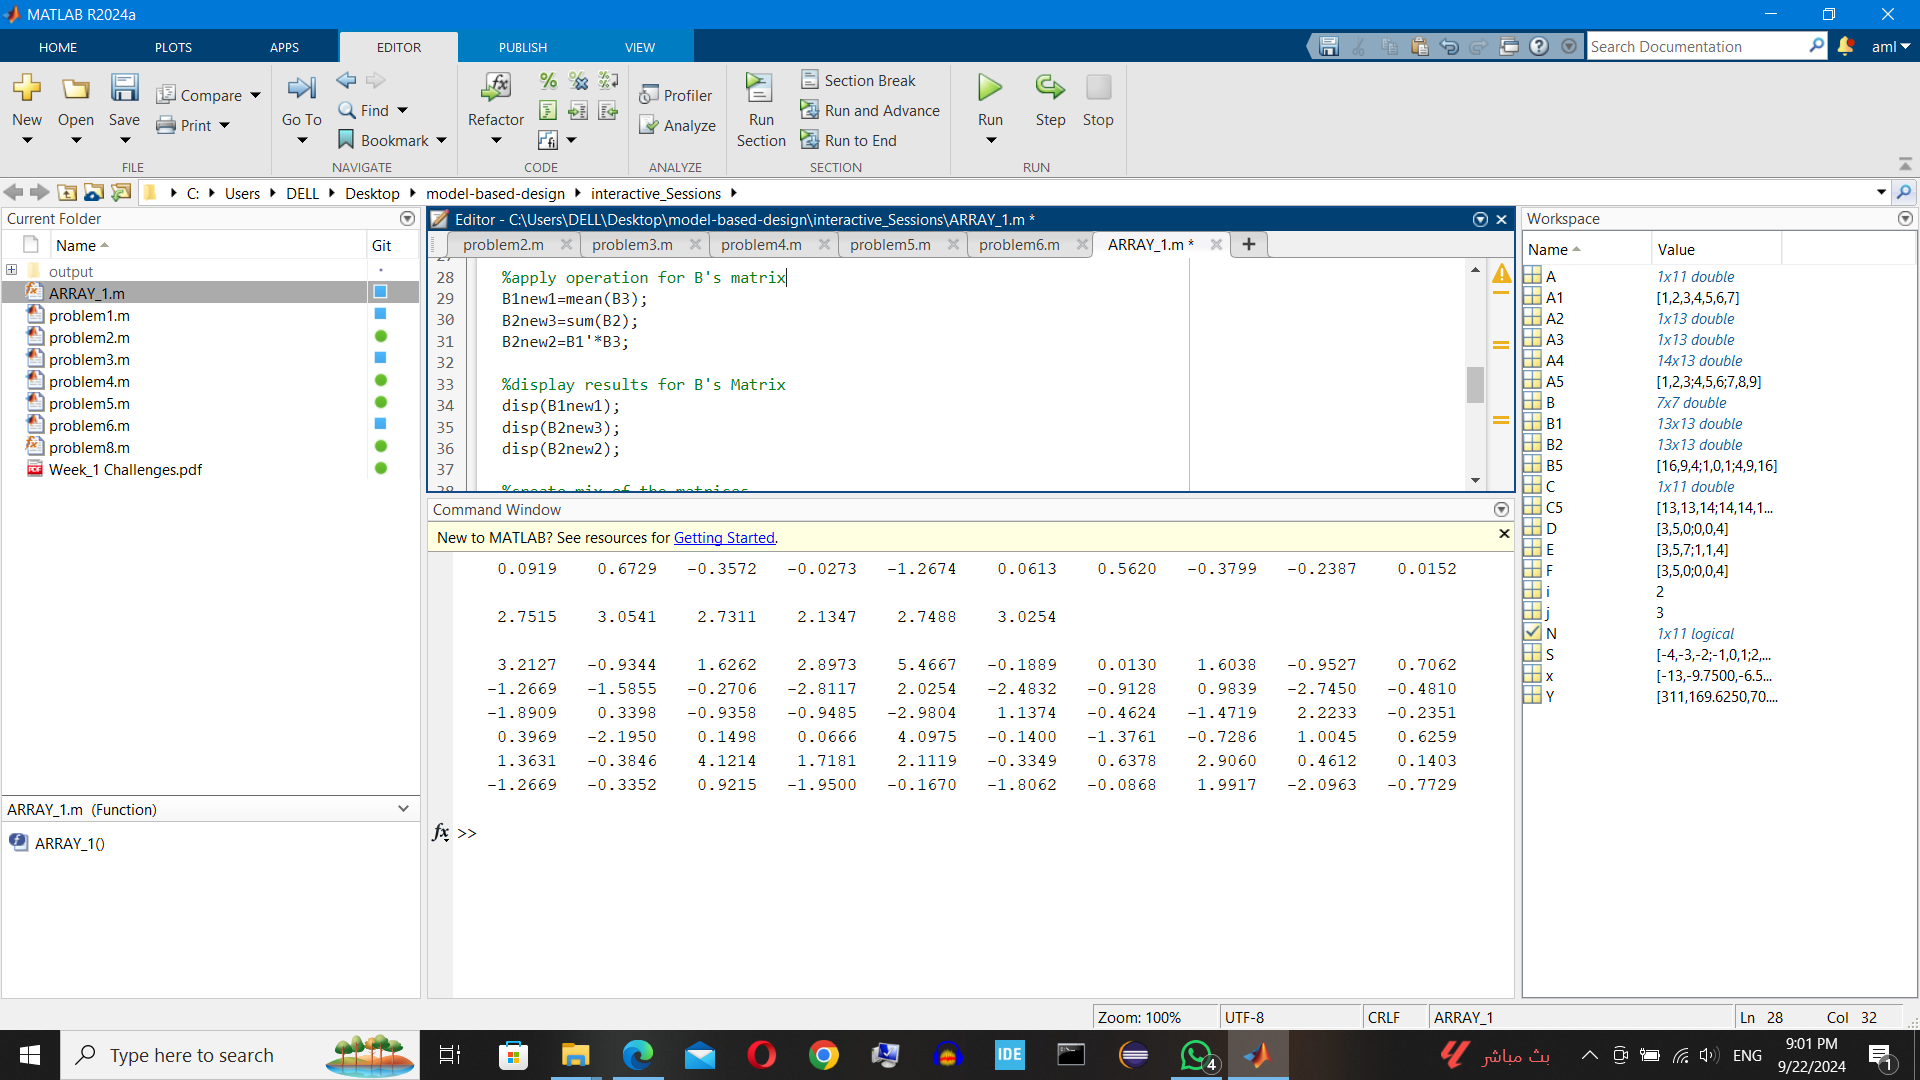 MATLAB R2024a
HOME PLOTS APPS EDITOR PUBLISH VIEW
Search Documentation
aml
New Open Save Compare Print
FILE
Go To Find Bookmark
NAVIGATE
Refactor
CODE
Profiler
Analyze
ANALYZE
Run Section
Section Break
Run and Advance
Run to End
SECTION
Run Step Stop
RUN
C: Users DELL Desktop model-based-design interactive_Sessions
Current Folder
Name Git
output
ARRAY_1.m
problem1.m
problem2.m
problem3.m
problem4.m
problem5.m
problem6.m
problem8.m
Week_1 Challenges.pdf
ARRAY_1.m (Function)
ARRAY_1()
Editor - C:\Users\DELL\Desktop\model-based-design\interactive_Sessions\ARRAY_1.m *
problem2.m problem3.m problem4.m problem5.m problem6.m ARRAY_1.m * +
27
28 %apply operation for B's matrix
29 B1new1=mean(B3);
30 B2new3=sum(B2);
31 B2new2=B1'*B3;
32
33 %display results for B's Matrix
34 disp(B1new1);
35 disp(B2new3);
36 disp(B2new2);
37
38 %create mix of the matrices
Command Window
New to MATLAB? See resources for Getting Started.
0.0919 0.6729 -0.3572 -0.0273 -1.2674 0.0613 0.5620 -0.3799 -0.2387 0.0152
2.7515 3.0541 2.7311 2.1347 2.7488 3.0254
3.2127 -0.9344 1.6262 2.8973 5.4667 -0.1889 0.0130 1.6038 -0.9527 0.7062
-1.2669 -1.5855 -0.2706 -2.8117 2.0254 -2.4832 -0.9128 0.9839 -2.7450 -0.4810
-1.8909 0.3398 -0.9358 -0.9485 -2.9804 1.1374 -0.4624 -1.4719 2.2233 -0.2351
0.3969 -2.1950 0.1498 0.0666 4.0975 -0.1400 -1.3761 -0.7286 1.0045 0.6259
1.3631 -0.3846 4.1214 1.7181 2.1119 -0.3349 0.6378 2.9060 0.4612 0.1403
-1.2669 -0.3352 0.9215 -1.9500 -0.1670 -1.8062 -0.0868 1.9917 -2.0963 -0.7729
fx >>
Workspace
Name Value
A 1x11 double
A1 [1,2,3,4,5,6,7]
A2 1x13 double
A3 1x13 double
A4 14x13 double
A5 [1,2,3;4,5,6;7,8,9]
B 7x7 double
B1 13x13 double
B2 13x13 double
B5 [16,9,4;1,0,1;4,9,16]
C 1x11 double
C5 [13,13,14;14,14,1...
D [3,5,0;0,0,4]
E [3,5,7;1,1,4]
F [3,5,0;0,0,4]
i 2
j 3
N 1x11 logical
S [-4,-3,-2;-1,0,1;2,...
x [-13,-9.7500,-6.5...
Y [311,169.6250,70....
Zoom: 100% UTF-8 CRLF ARRAY_1 Ln 28 Col 32
Type here to search
IDE
4
بث مباشر
ENG
9:01 PM
9/22/2024
1